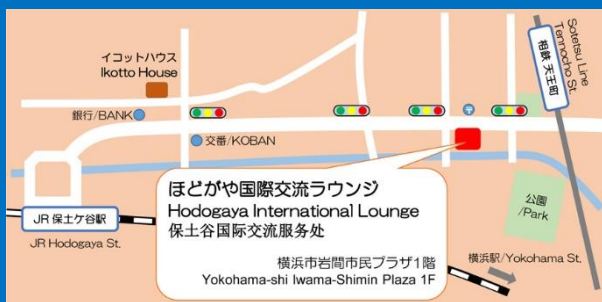 イコットハウス
Ikotto House
銀行/BANK
交番/KOBAN
Sotetsu Line
Tennocho St.
相鉄 天王町
〒
ほどがや国際交流ラウンジ
Hodogaya International Lounge
保土谷国际交流服务处
横浜市岩間市民プラザ1階
Yokohama-shi Iwama-Shimin Plaza 1F
公園
/Park
JR 保土ケ谷駅
JR Hodogaya St.
横浜駅/Yokohama St.